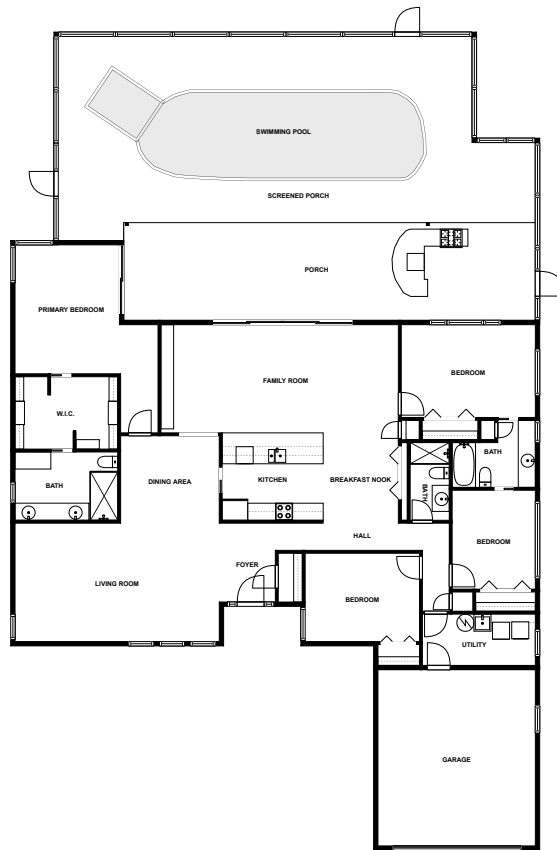 SWIMMING POOL
SCREENED PORCH
PORCH
PRIMARY BEDROOM
BEDROOM
FAMILY ROOM
W.I.C.
BATH
KITCHEN
BREAKFAST NOOK
DINING AREA
BATH
BATH
HALL
BEDROOM
FOYER
LIVING ROOM
BEDROOM
UTILITY
GARAGE